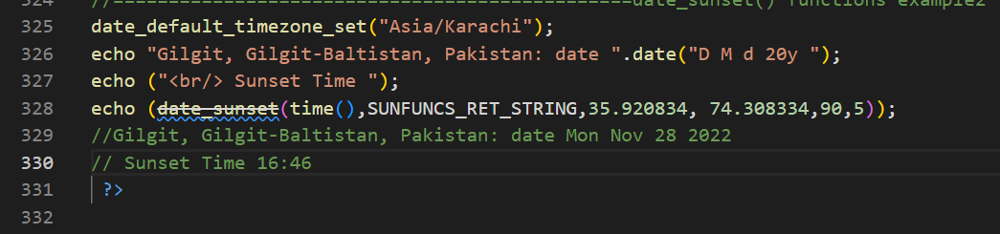 324 //==============================================date_sunset() functions example2
325 date_default_timezone_set("Asia/Karachi");
326 echo "Gilgit, Gilgit-Baltistan, Pakistan: date ".date("D M d 20y ");
327 echo ("<br/> Sunset Time ");
328 echo (date_sunset(time(),SUNFUNCS_RET_STRING,35.920834, 74.308334,90,5));
329 //Gilgit, Gilgit-Baltistan, Pakistan: date Mon Nov 28 2022
330 // Sunset Time 16:46
331 ?>
332